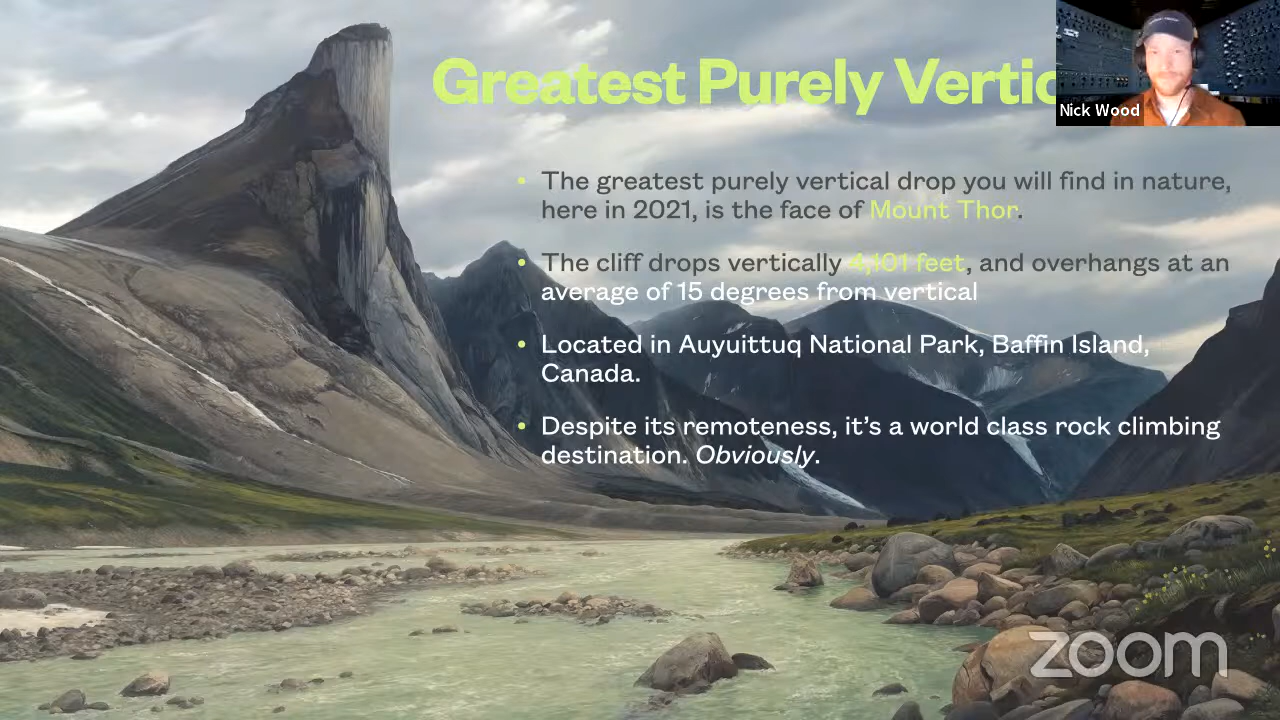 Greatest Purely Vertic
Nick Wood
• The greatest purely vertical drop you will find in nature,
here in 2021, is the face of Mount Thor.
• The cliff drops vertically 4,101 feet, and overhangs at an
average of 15 degrees from vertical
• Located in Auyuittuq National Park, Baffin Island,
Canada.
• Despite its remoteness, it's a world class rock climbing
destination. Obviously.
zoom